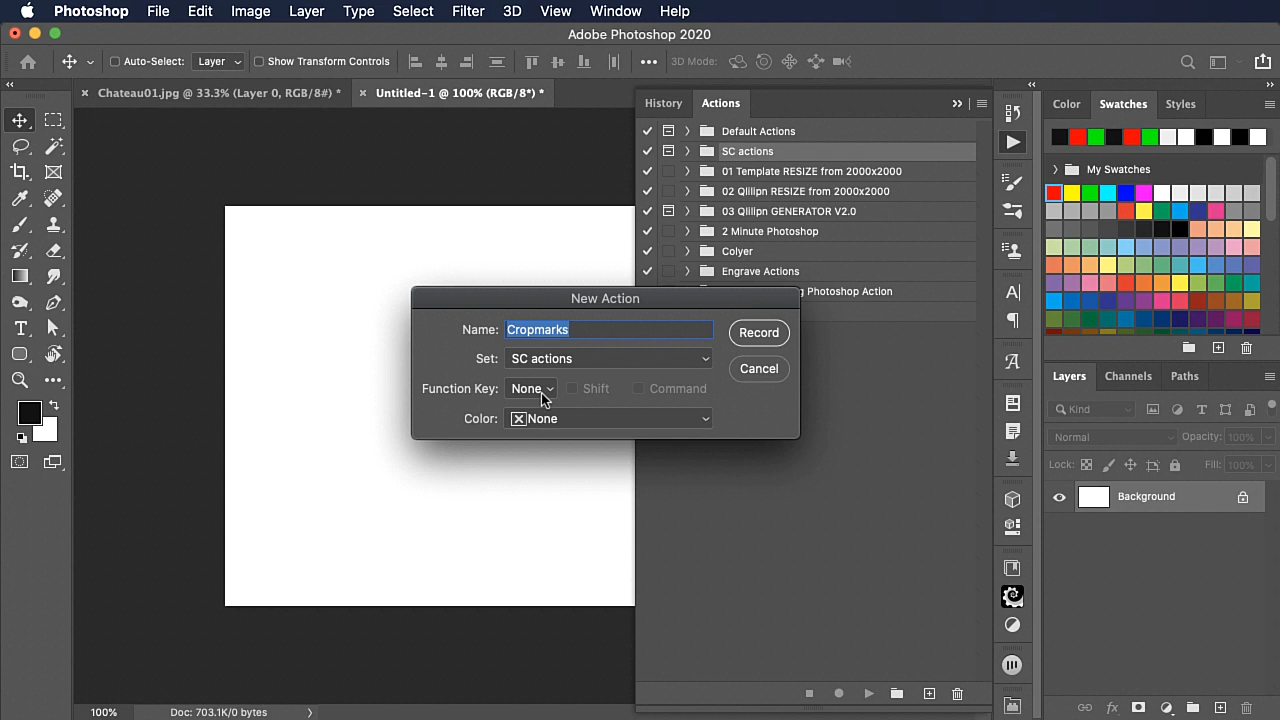 Photoshop File Edit Image Layer Type Select Filter 3D View Window Help
Adobe Photoshop 2020
Auto-Select: Layer Show Transform Controls 3D Mode:
Chateau01.jpg @ 33.3% (Layer 0, RGB/8#) *
Untitled-1 @ 100% (RGB/8*) *
History Actions
Default Actions
SC actions
01 Template RESIZE from 2000x2000
02 Qlilipn RESIZE from 2000x2000
03 Qlilipn GENERATOR V2.0
2 Minute Photoshop
Colyer
Engrave Actions
Photoshop Action
New Action
Name: Cropmarks
Record
Set: SC actions
Cancel
Function Key: None Shift Command
Color: None
Color Swatches Styles
My Swatches
Layers Channels Paths
Kind
Normal Opacity: 100%
Lock: Fill: 100%
Background
100% Doc: 703.1K/0 bytes